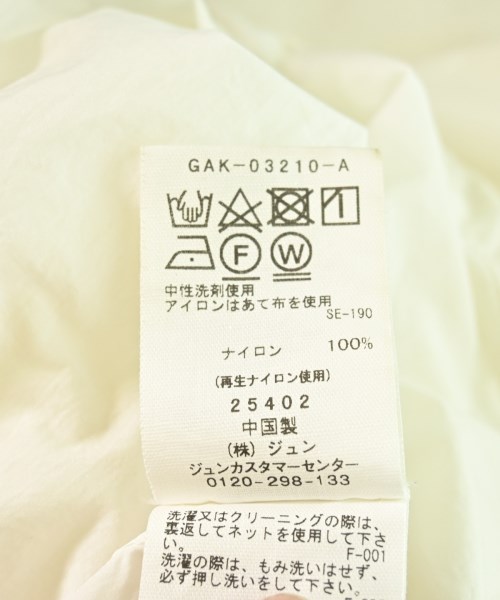 GAK-03210-A
F W
中性洗剤使用
アイロンはあて布を使用
SE-190
ナイロン 100%
(再生ナイロン使用)
25402
中国製
(株) ジュン
ジュンカスタマーセンター
0120-298-133
洗濯又はクリーニングの際は、
裏返してネットを使用して下さ
い。
F-001
洗濯の際は、もみ洗いはせず、
必ず押し洗いをして下さい。